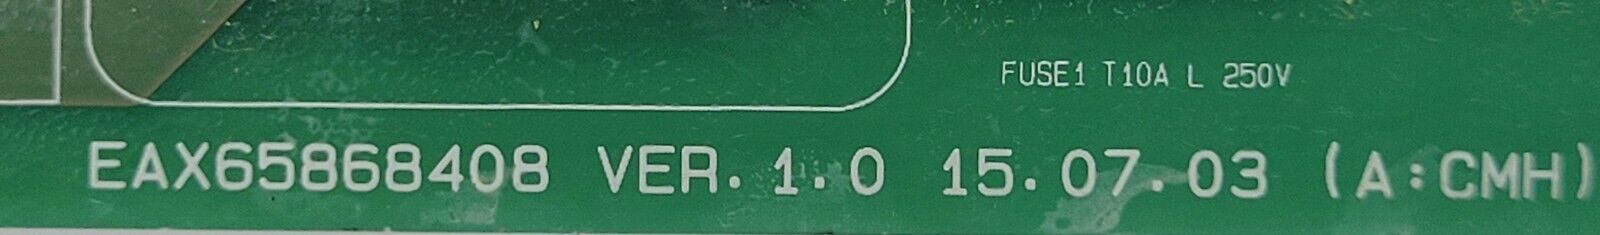 FUSE1 T10A L 250V
EAX65868408 VER. 1.0 15.07.03 (A:CMH)